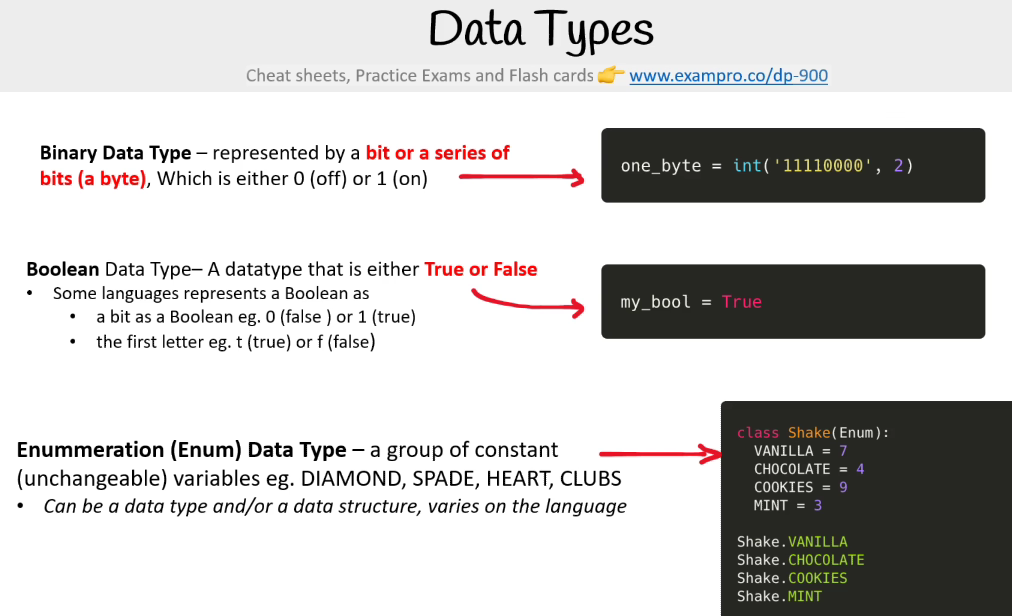 Data Types
Cheat sheets, Practice Exams and Flash cards 👉 www.exampro.co/dp-900
Binary Data Type – represented by a bit or a series of
bits (a byte), Which is either 0 (off) or 1 (on)
one_byte = int('11110000', 2)
Boolean Data Type– A datatype that is either True or False
• Some languages represents a Boolean as
• a bit as a Boolean eg. 0 (false ) or 1 (true)
• the first letter eg. t (true) or f (false)
my_bool = True
Enummeration (Enum) Data Type – a group of constant
(unchangeable) variables eg. DIAMOND, SPADE, HEART, CLUBS
• Can be a data type and/or a data structure, varies on the language
class Shake(Enum):
VANILLA = 7
CHOCOLATE = 4
COOKIES = 9
MINT = 3
Shake.VANILLA
Shake.CHOCOLATE
Shake.COOKIES
Shake.MINT